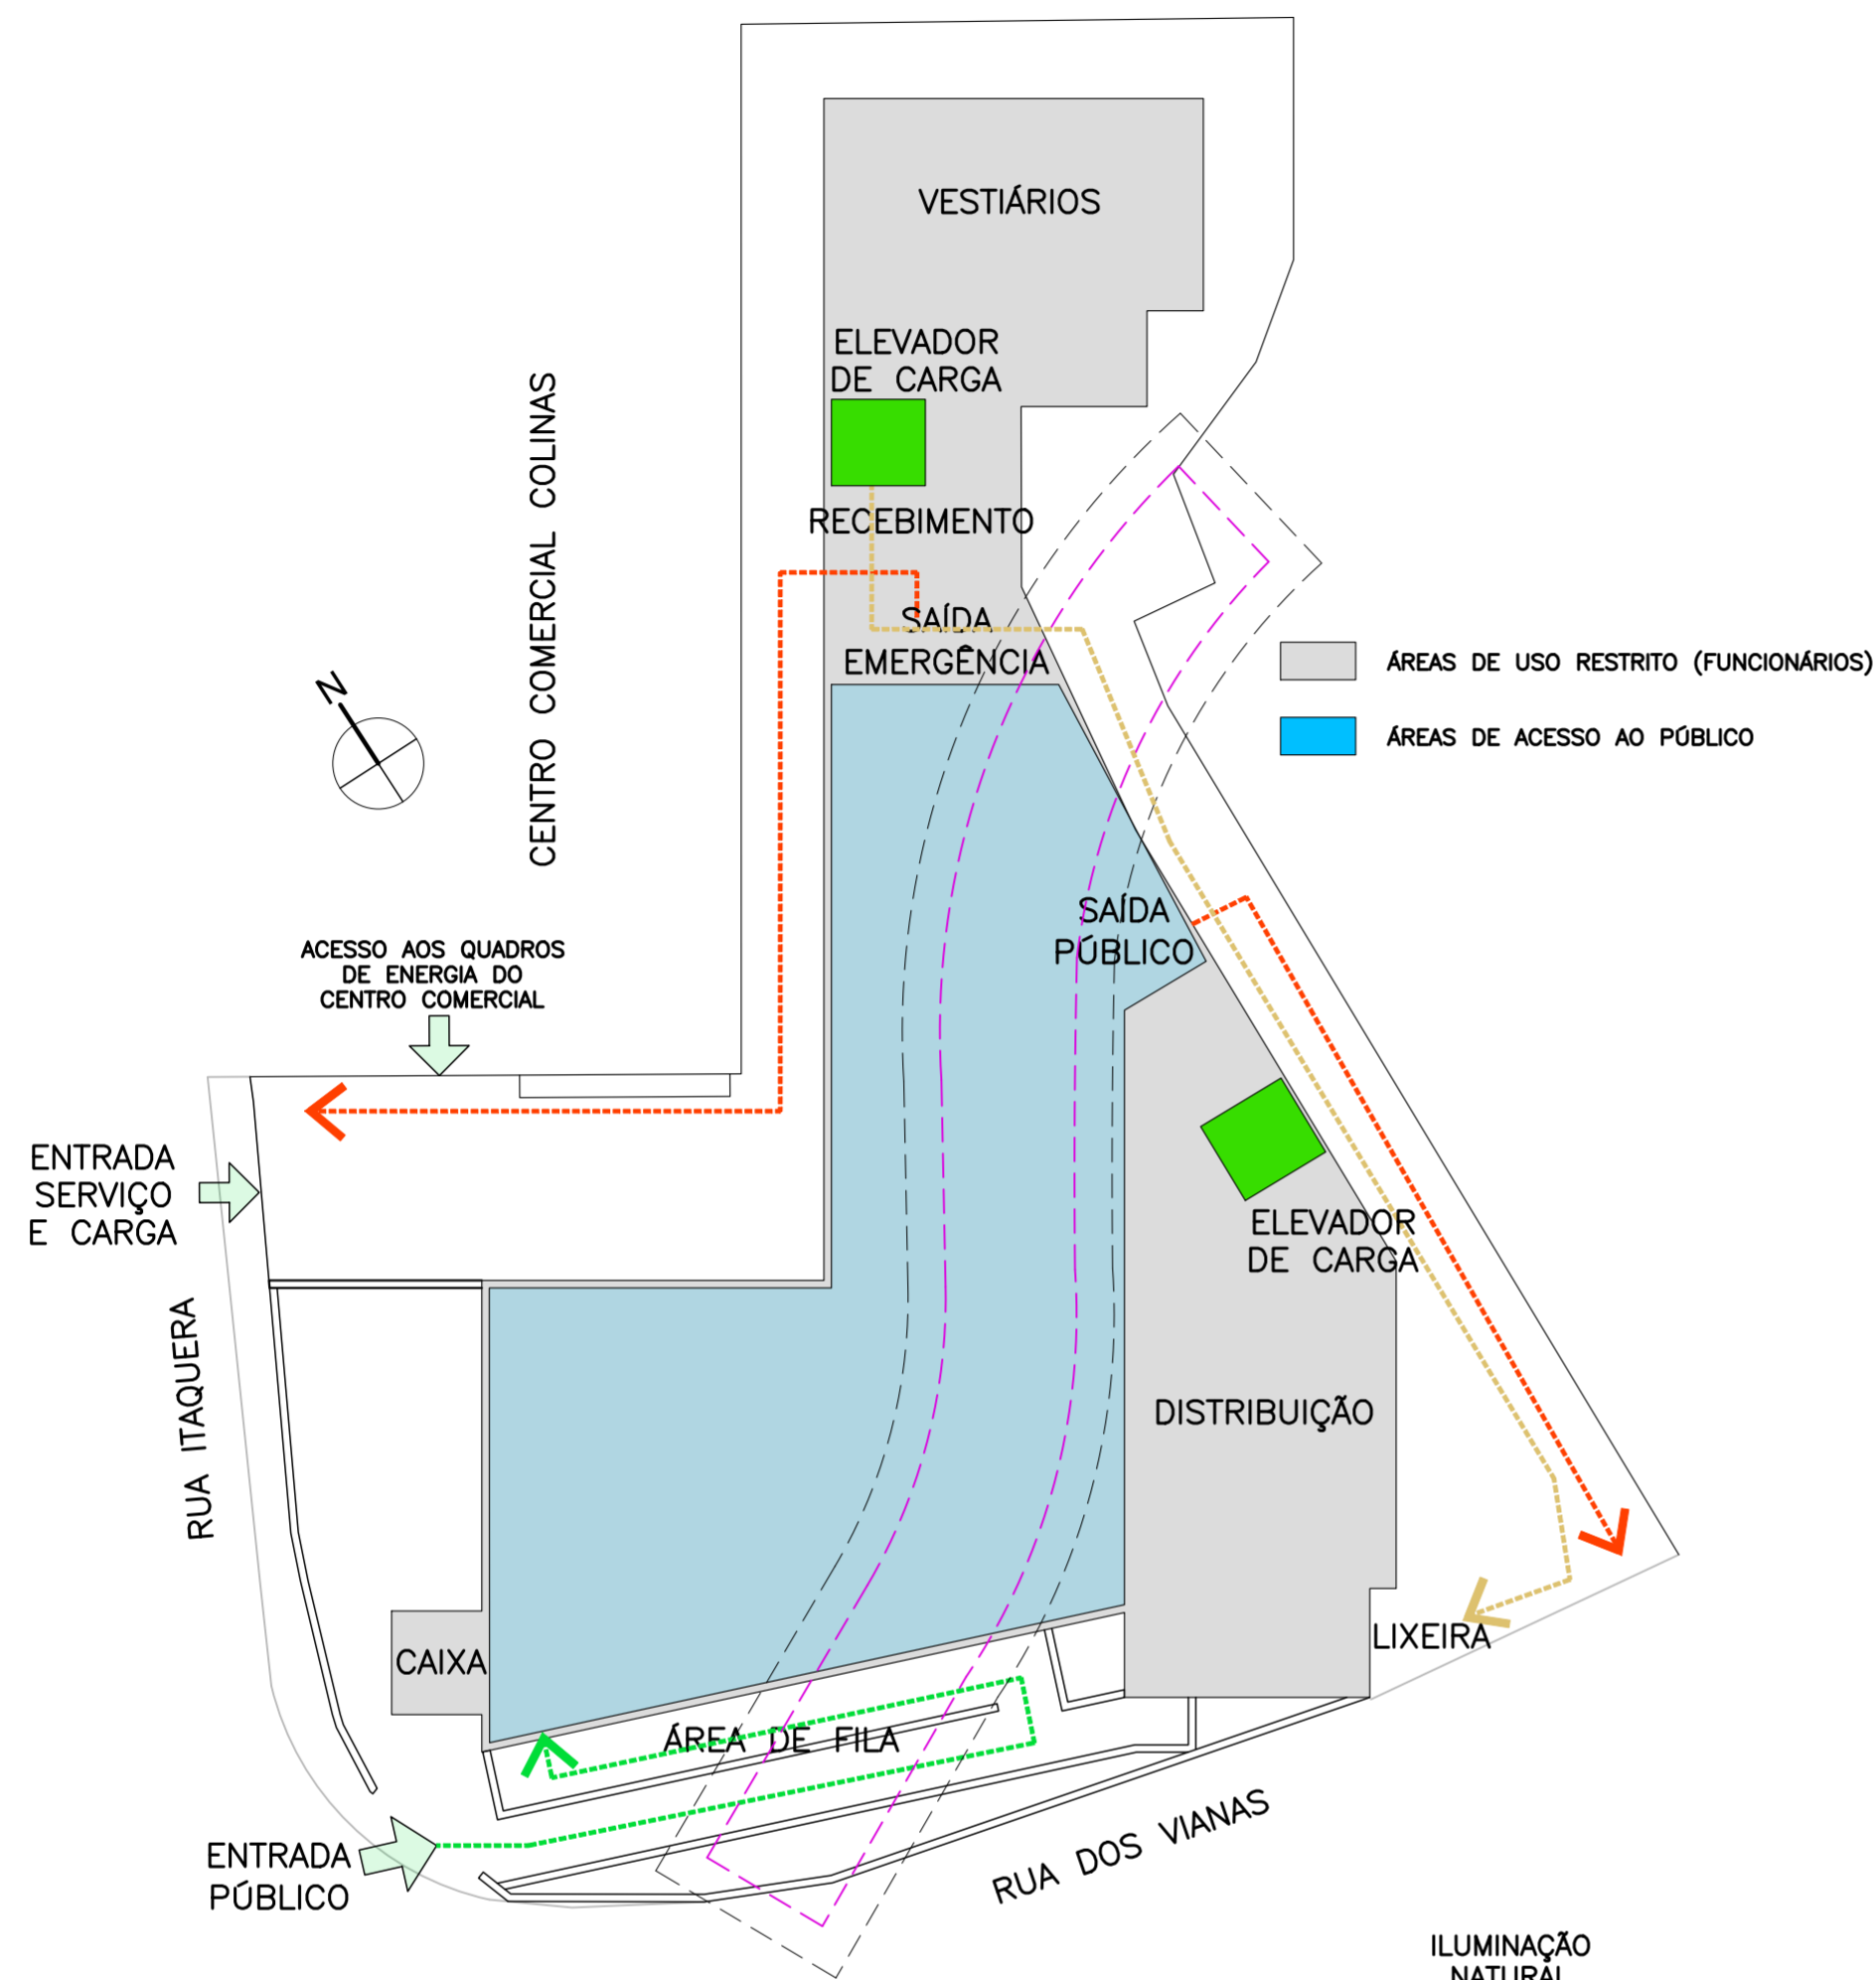 VESTIÁRIOS
ELEVADOR
DE CARGA
CENTRO COMERCIAL COLINAS
RECEBIMENTO
SAÍDA
EMERGÊNCIA
N
ÁREAS DE USO RESTRITO (FUNCIONÁRIOS)
ÁREAS DE ACESSO AO PÚBLICO
SAÍDA
PÚBLICO
ACESSO AOS QUADROS
DE ENERGIA DO
CENTRO COMERCIAL
ENTRADA
SERVIÇO
E CARGA
ELEVADOR
DE CARGA
RUA ITAQUERA
DISTRIBUIÇÃO
CAIXA
LIXEIRA
ÁREA DE FILA
ENTRADA
PÚBLICO
RUA DOS VIANAS
ILUMINAÇÃO
NATURAL